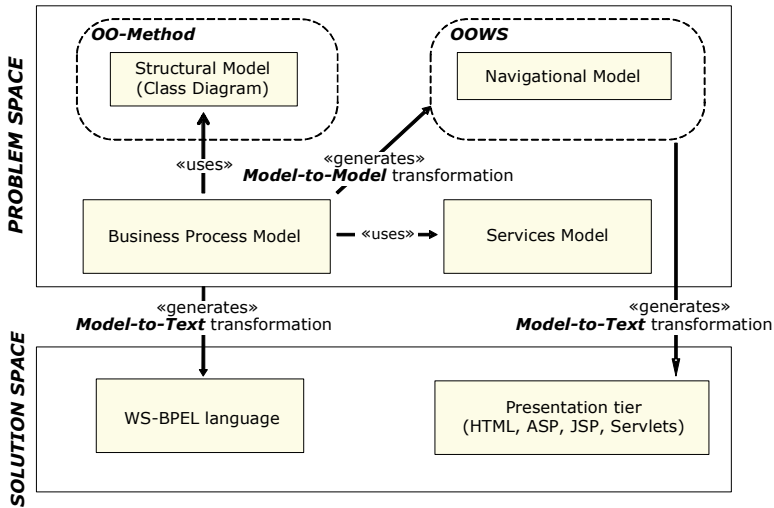 PROBLEM SPACE
OO-Method
Structural Model
(Class Diagram)
OOWS
Navigational Model
«uses»
«generates»
Model-to-Model transformation
Business Process Model
«uses»
Services Model
«generates»
Model-to-Text transformation
«generates»
Model-to-Text transformation
SOLUTION SPACE
WS-BPEL language
Presentation tier
(HTML, ASP, JSP, Servlets)